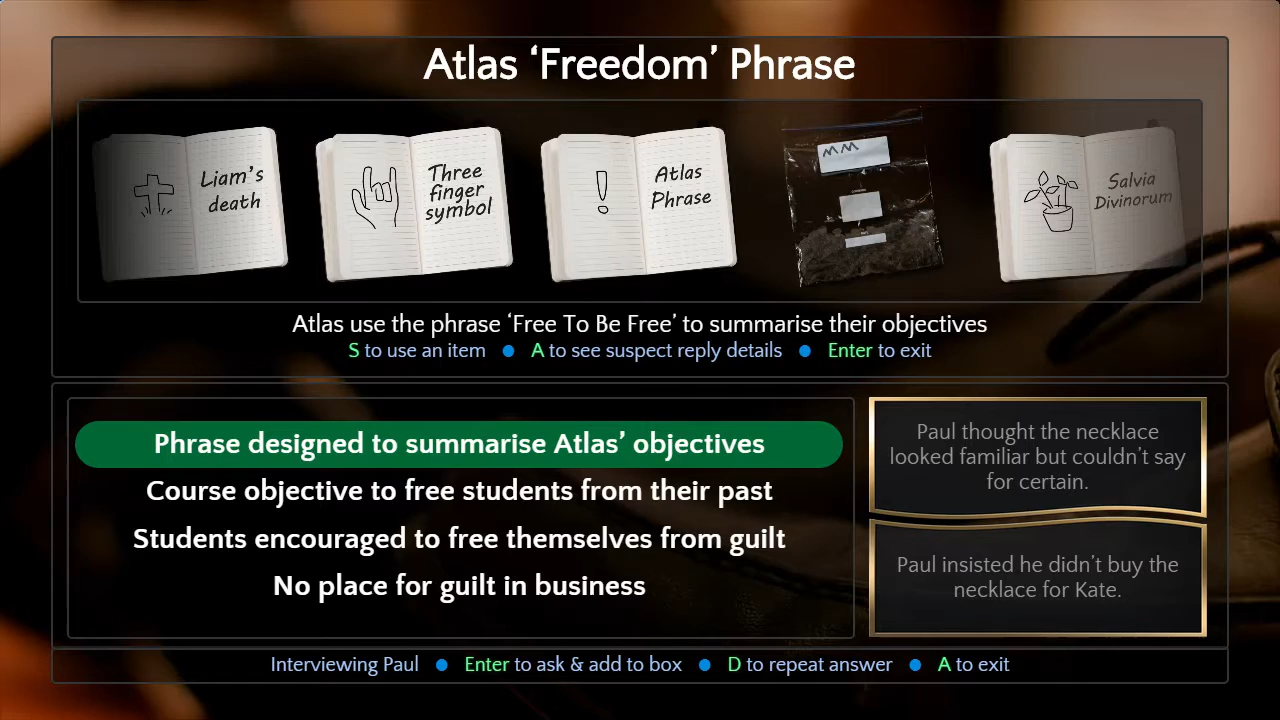 Atlas ‘Freedom’ Phrase
Liam's
death
Three
finger
symbol
Atlas
Phrase
MM
Salvia
Divinorum
Atlas use the phrase ‘Free To Be Free’ to summarise their objectives
S to use an item ● A to see suspect reply details ● Enter to exit
Phrase designed to summarise Atlas’ objectives
Course objective to free students from their past
Students encouraged to free themselves from guilt
No place for guilt in business
Paul thought the necklace
looked familiar but couldn’t say
for certain.
Paul insisted he didn’t buy the
necklace for Kate.
Interviewing Paul ● Enter to ask & add to box ● D to repeat answer ● A to exit